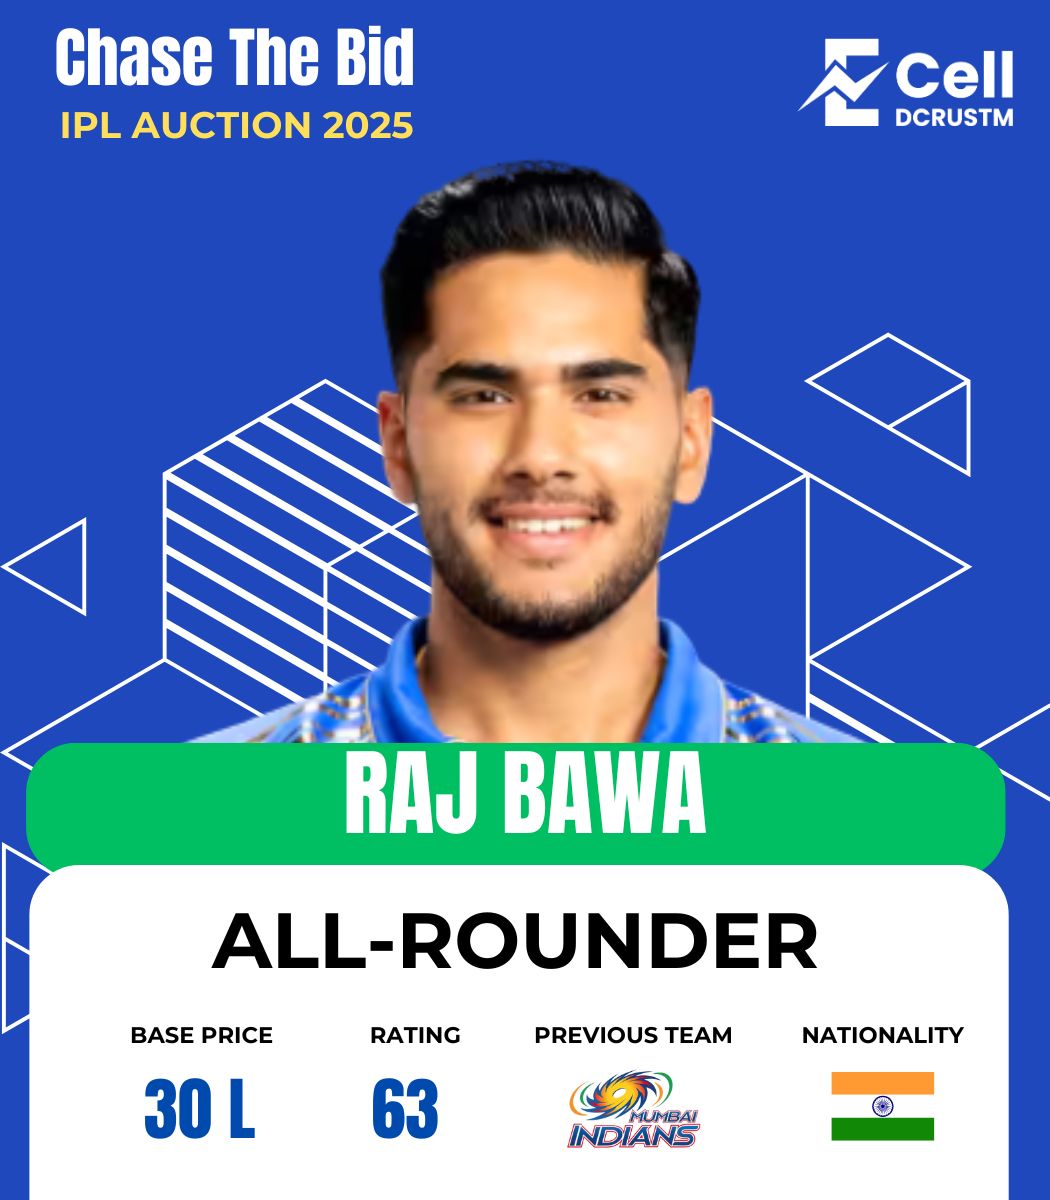 Chase The Bid
IPL AUCTION 2025
Cell
DCRUSTM
RAJ BAWA
ALL-ROUNDER
BASE PRICE RATING PREVIOUS TEAM NATIONALITY
30 L 63
MUMBAI
INDIANS